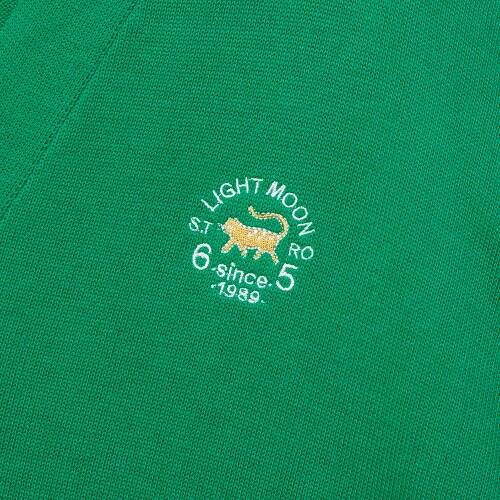 LIGHT MOON
S.T RO
6 5
·since·
·1989·